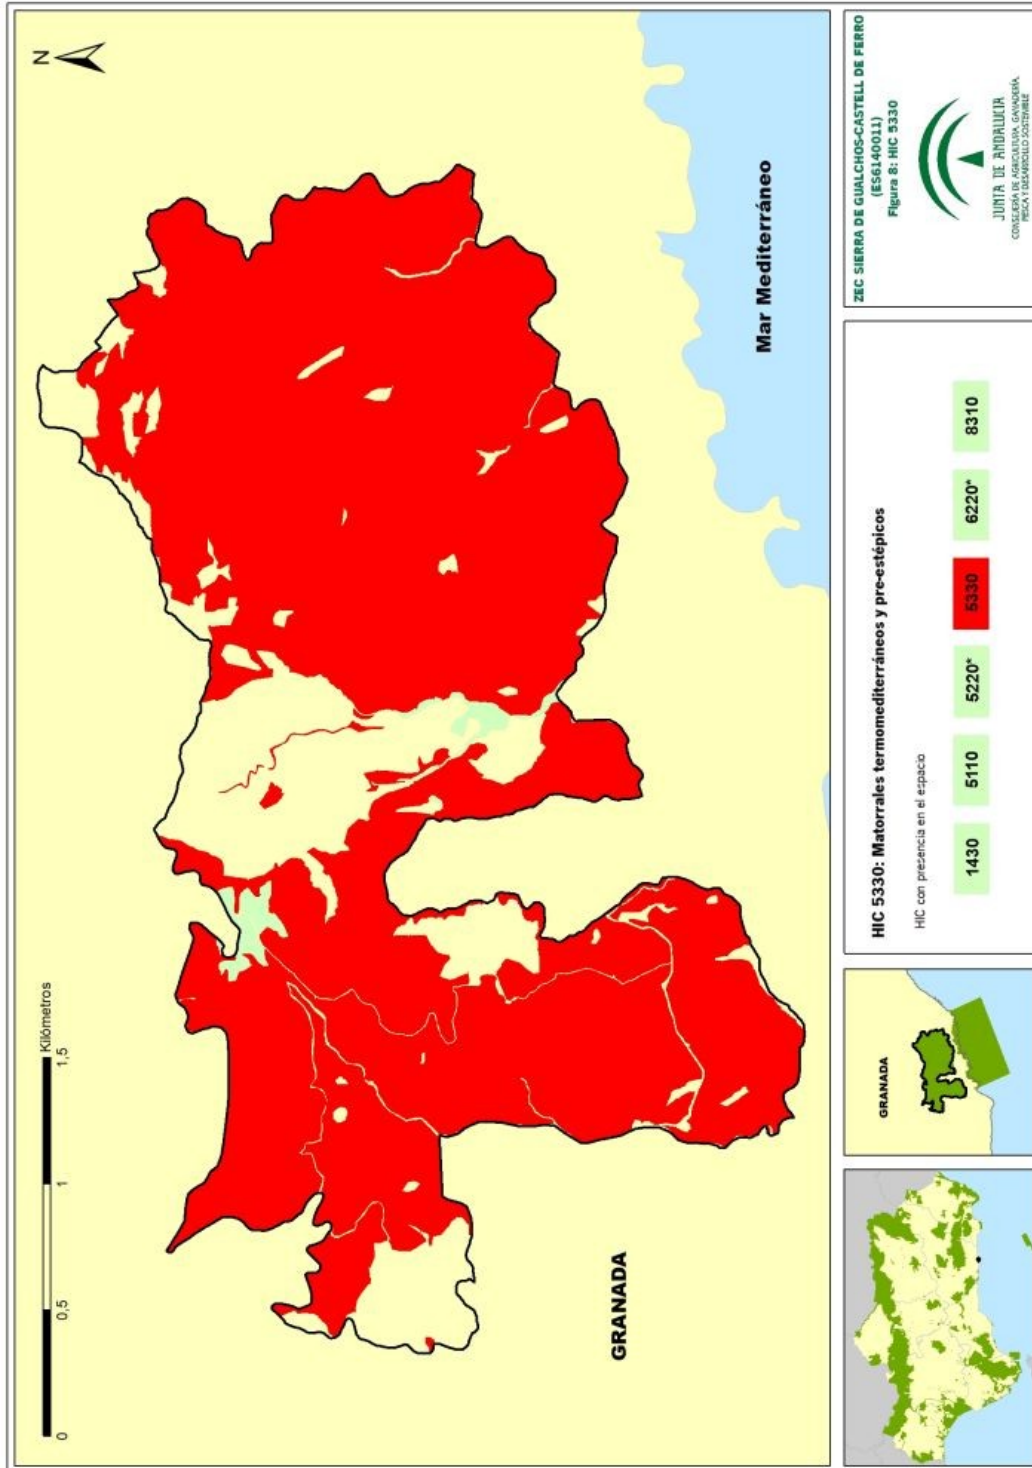 N
Mar Mediterráneo
GRANADA
Kilómetros
0
0,5
1
1,5
GRANADA
HIC 5330: Matorrales termomediterráneos y pre-estépicos
HIC con presencia en el espacio
1430
5110
5220*
5330
6220*
8310
ZEC SIERRA DE GUALCHOS-CASTELL DE FERRO
(ES6140011)
Figura 8: HIC 5330
JUNTA DE ANDALUCIA
CONSEJERÍA DE AGRICULTURA, GANADERÍA,
PESCA Y DESARROLLO SOSTENIBLE